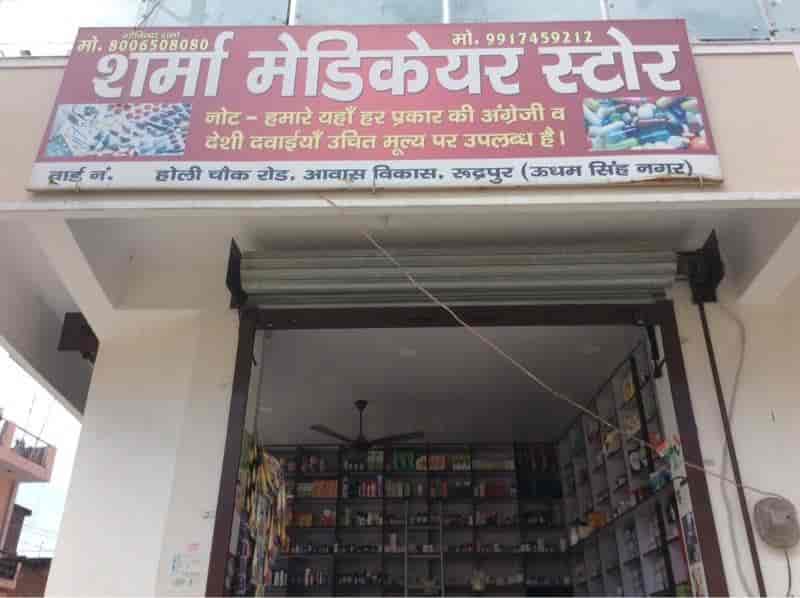 मो. 8006508080
मो. 9917459212
शर्मा मेडिकेयर स्टोर
नोट - हमारे यहाँ हर प्रकार की अंग्रेजी व
देशी दवाईयाँ उचित मूल्य पर उपलब्ध है।
वार्ड नं. होली चौक रोड, आवास विकास, रूद्रपुर (ऊधम सिंह नगर)